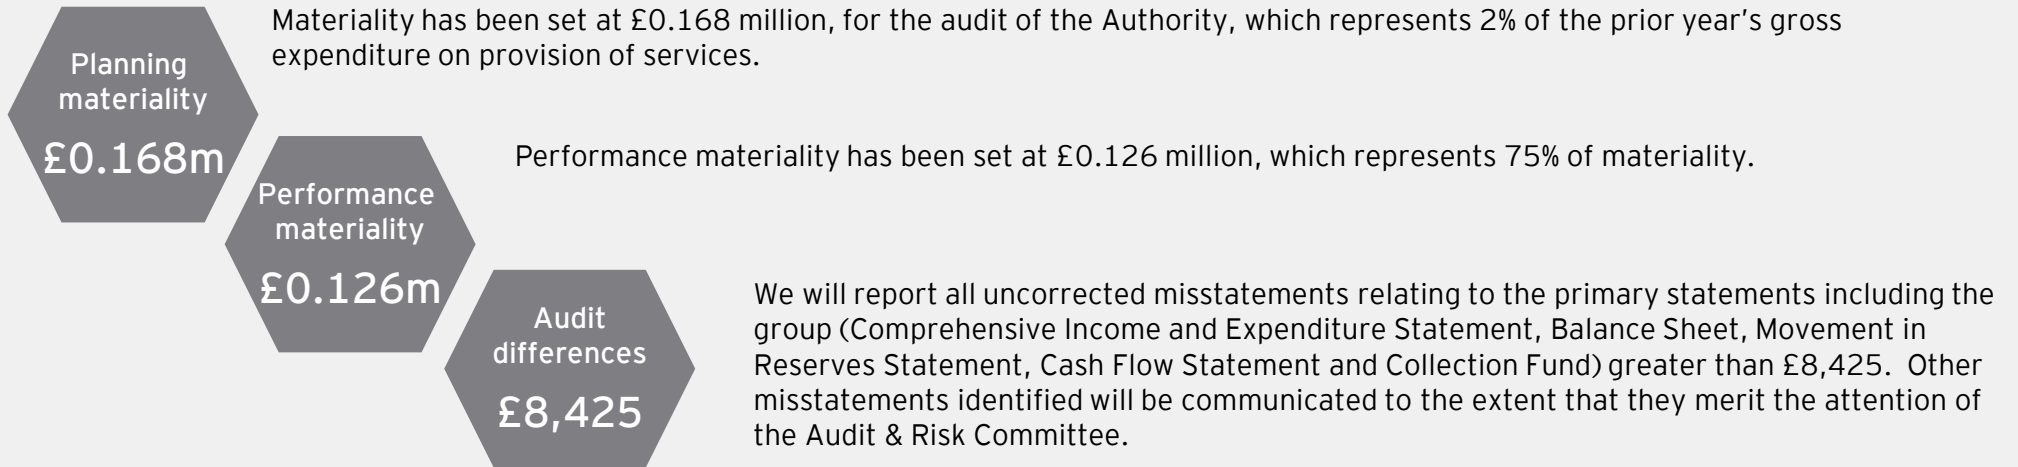 Planning
materiality
£0.168m
Materiality has been set at £0.168 million, for the audit of the Authority, which represents 2% of the prior year’s gross
expenditure on provision of services.
Performance
materiality
£0.126m
Performance materiality has been set at £0.126 million, which represents 75% of materiality.
Audit
differences
£8,425
We will report all uncorrected misstatements relating to the primary statements including the
group (Comprehensive Income and Expenditure Statement, Balance Sheet, Movement in
Reserves Statement, Cash Flow Statement and Collection Fund) greater than £8,425.  Other
misstatements identified will be communicated to the extent that they merit the attention of
the Audit & Risk Committee.